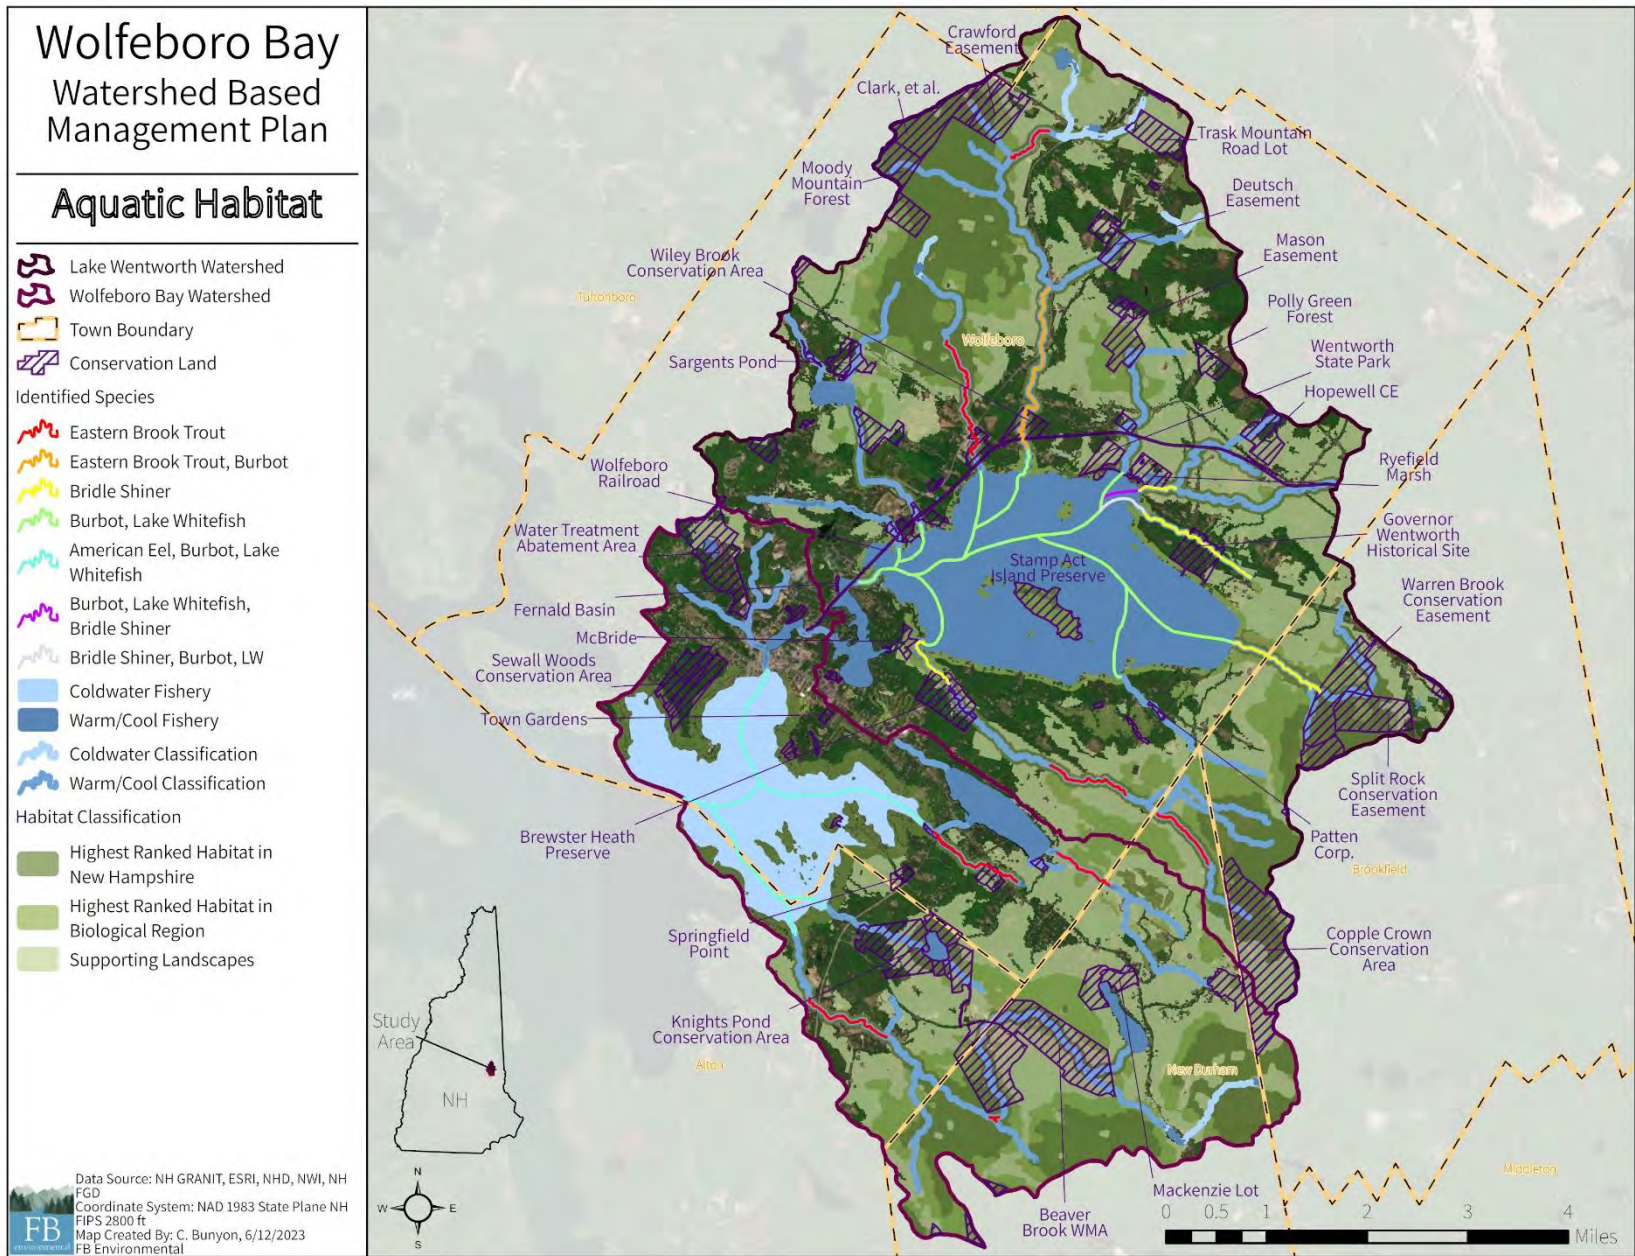 Wolfeboro Bay
Watershed Based
Management Plan
Aquatic Habitat
Lake Wentworth Watershed
Wolfeboro Bay Watershed
Town Boundary
Conservation Land
Identified Species
Eastern Brook Trout
Eastern Brook Trout, Burbot
Bridle Shiner
Burbot, Lake Whitefish
American Eel, Burbot, Lake
Whitefish
Burbot, Lake Whitefish,
Bridle Shiner
Bridle Shiner, Burbot, LW
Coldwater Fishery
Warm/Cool Fishery
Coldwater Classification
Warm/Cool Classification
Habitat Classification
Highest Ranked Habitat in
New Hampshire
Highest Ranked Habitat in
Biological Region
Supporting Landscapes
Study
Area
NH
FB
environmental
Data Source: NH GRANIT, ESRI, NHD, NWI, NH
FGD
Coordinate System: NAD 1983 State Plane NH
FIPS 2800 ft
Map Created By: C. Bunyon, 6/12/2023
FB Environmental
N
W
E
S
Crawford
Easement
Clark, et al.
Trask Mountain
Road Lot
Moody
Mountain
Forest
Deutsch
Easement
Mason
Easement
Wiley Brook
Conservation Area
Tuftonboro
Polly Green
Forest
Wolfeboro
Wentworth
State Park
Sargents Pond
Hopewell CE
Wolfeboro
Railroad
Ryefield
Marsh
Water Treatment
Abatement Area
Governor
Wentworth
Historical Site
Stamp Act
Island Preserve
Warren Brook
Conservation
Easement
Fernald Basin
McBride
Sewall Woods
Conservation Area
Town Gardens
Split Rock
Conservation
Easement
Brewster Heath
Preserve
Patten
Corp.
Brookfield
Springfield
Point
Copple Crown
Conservation
Area
Knights Pond
Conservation Area
Alton
New Durham
Middleton
Mackenzie Lot
Beaver
Brook WMA
0 0.5 1 2 3 4
Miles